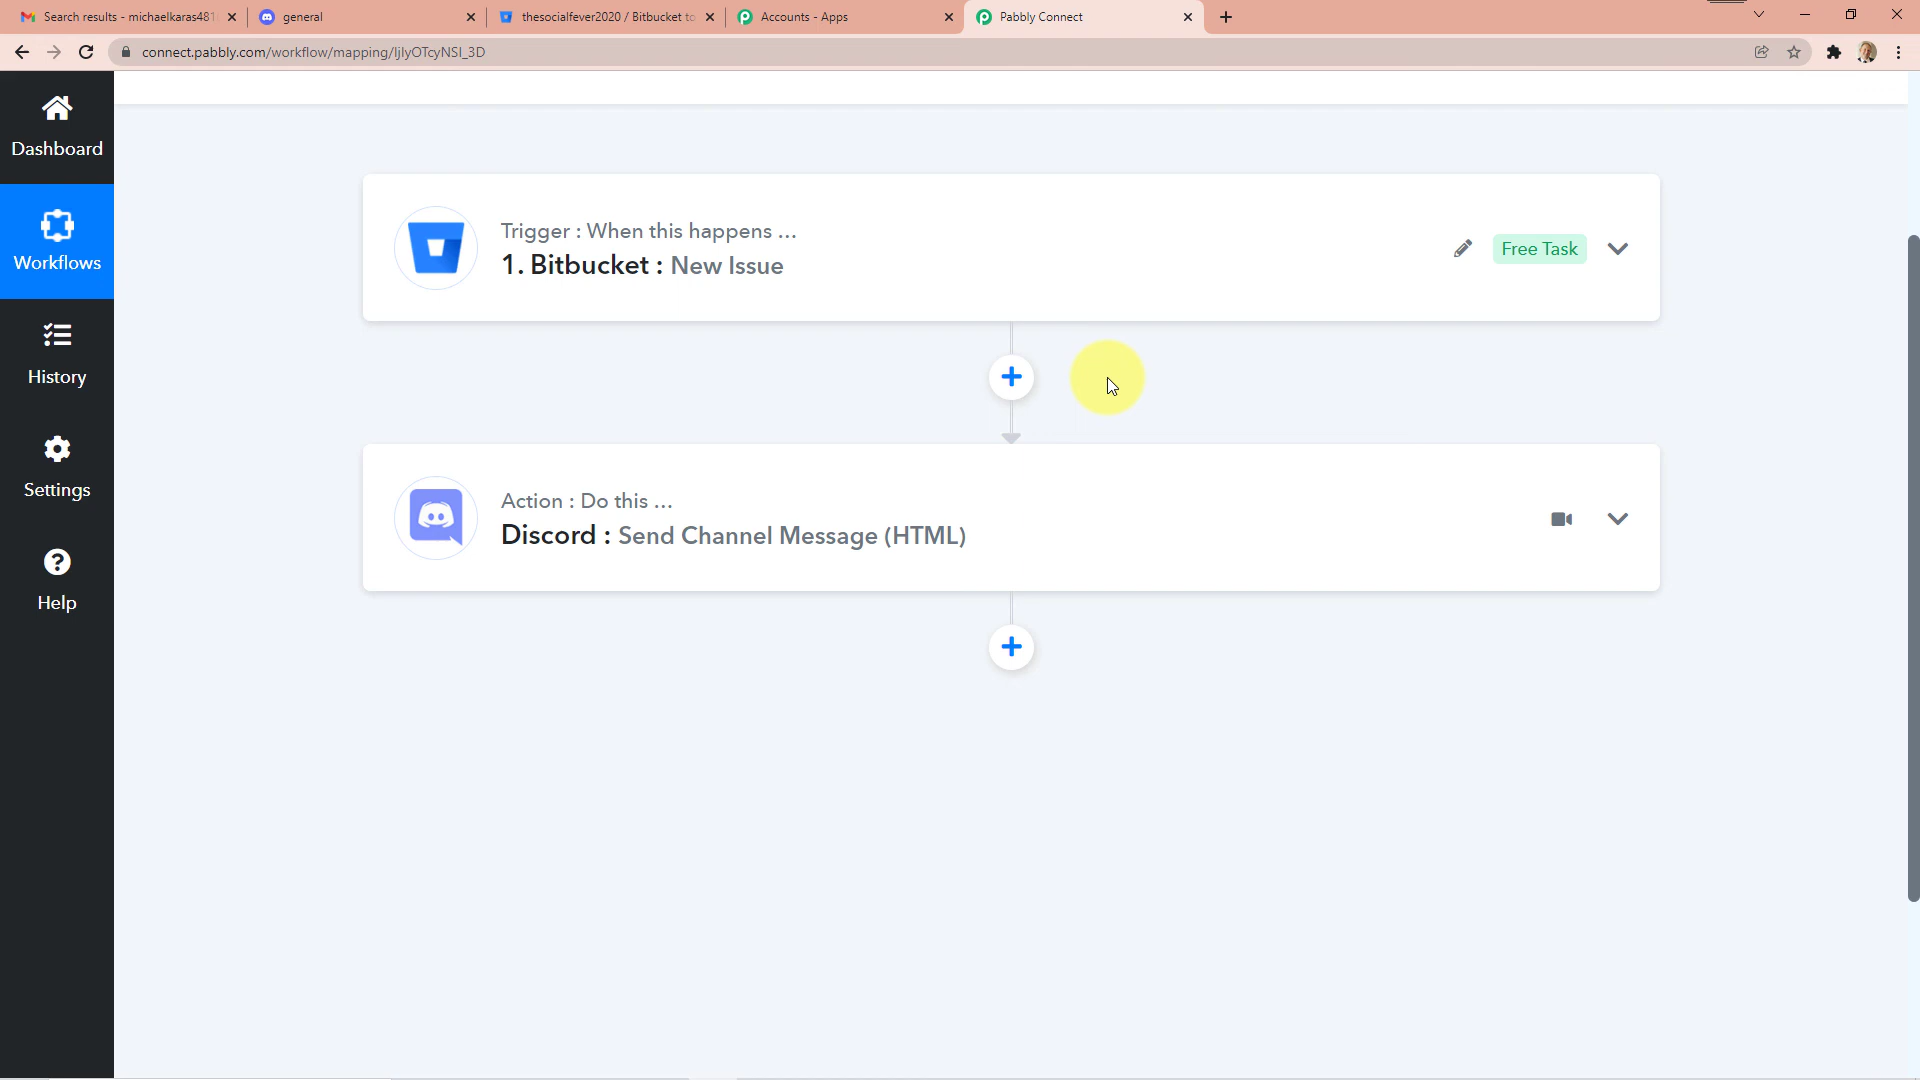 Search results - michaelkaras481
general
thesocialfever2020 / Bitbucket to
Accounts - Apps
Pabbly Connect
connect.pabbly.com/workflow/mapping/IjIyOTcyNSI_3D
Dashboard
Workflows
History
Settings
Help
Trigger : When this happens ...
1. Bitbucket : New Issue
Free Task
Action : Do this ...
Discord : Send Channel Message (HTML)